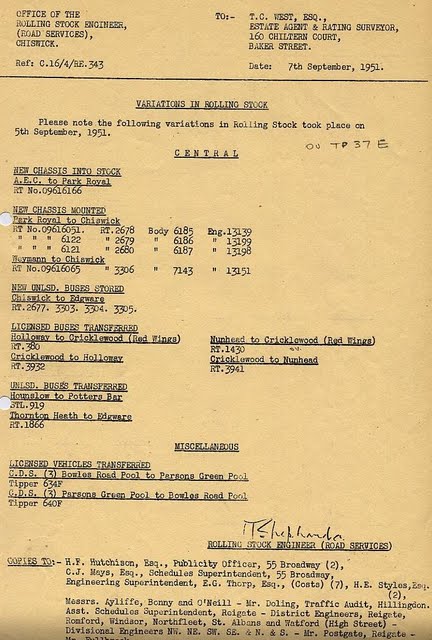 OFFICE OF THE
ROLLING STOCK ENGINEER,
(ROAD SERVICES),
CHISWICK.
TO:- T.C. WEST, ESQ.,
ESTATE AGENT & RATING SURVEYOR,
160 CHILTERN COURT,
BAKER STREET.
Ref: C.16/4/RE.343
Date: 7th September, 1951.
VARIATIONS IN ROLLING STOCK
Please note the following variations in Rolling Stock took place on
5th September, 1951.
CENTRAL
NEW CHASSIS INTO STOCK
A.E.C. to Park Royal
RT No.09616166
NEW CHASSIS MOUNTED
Park Royal to Chiswick
RT No.09616051. RT.2678 Body 6185 Eng.13139
" " " 6122 " 2679 " 6186 " 13199
" " " 6121 " 2680 " 6187 " 13198
Weymann to Chiswick
RT No.09616065 " 3306 " 7143 " 13151
NEW UNLSD. BUSES STORED
Chiswick to Edgware
RT.2677. 3303. 3304. 3305.
LICENSED BUSES TRANSFERRED
Holloway to Cricklewood (Red Wings) Nunhead to Cricklewood (Red Wings)
RT.380 RT.1430
Cricklewood to Holloway Cricklewood to Nunhead
RT.3932 RT.3941
UNLSD. BUSES TRANSFERRED
Hounslow to Potters Bar
STL.919
Thornton Heath to Edgware
RT.1866
MISCELLANEOUS
LICENSED VEHICLES TRANSFERRED
C.D.S. (3) Bowles Road Pool to Parsons Green Pool
Tipper 634F
C.D.S. (3) Parsons Green Pool to Bowles Road Pool
Tipper 640F
ROLLING STOCK ENGINEER (ROAD SERVICES)
COPIES TO:- H.F. Hutchison, Esq., Publicity Officer, 55 Broadway (2),
C.J. Mays, Esq., Schedules Superintendent, 55 Broadway,
Engineering Superintendent, E.G. Thorp, Esq., (Costs) (7), H.E. Styles,Esq.
(2),
Messrs. Ayliffe, Bonny and O'Neill - Mr. Doling, Traffic Audit, Hillingdon.
Asst. Schedules Superintendent, Reigate - District Engineers, Reigate,
Romford, Windsor, Northfleet, St. Albans and Watford (High Street) -
Divisional Engineers NW. NE. SW. SE. & N. & S. - Mr. Postgate, Reigate -